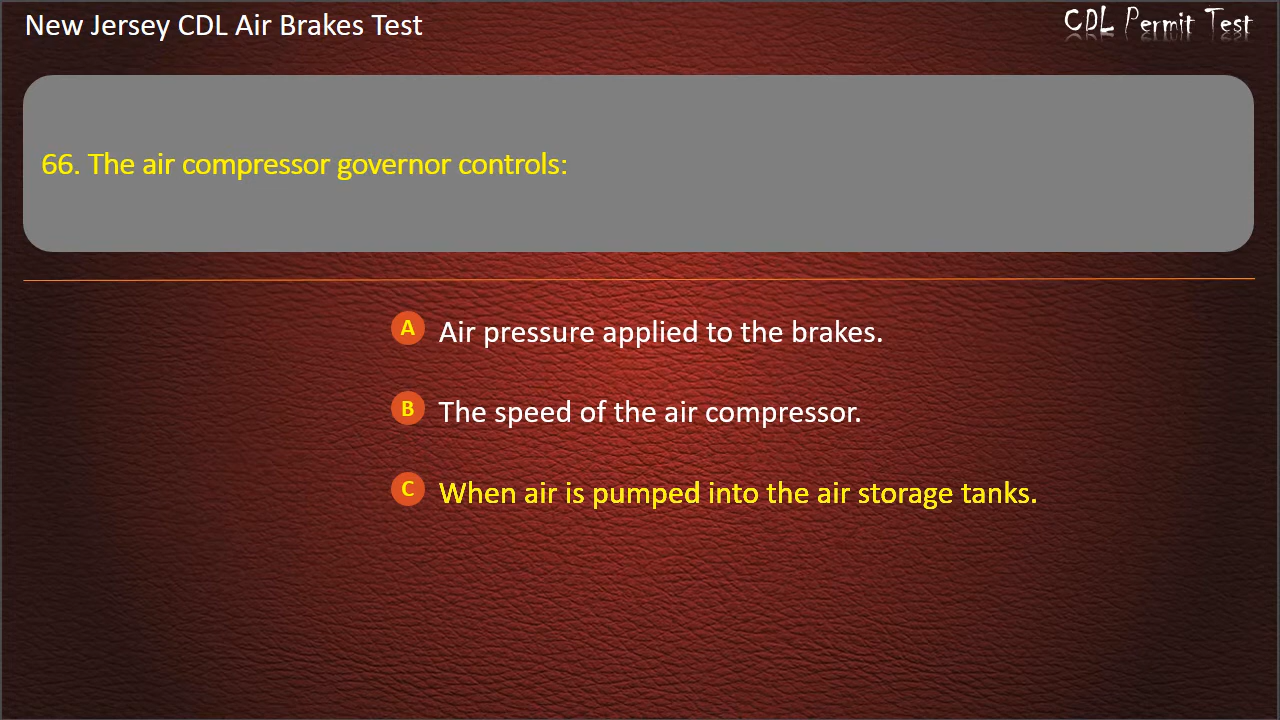 New Jersey CDL Air Brakes Test
CDL Permit Test
66. The air compressor governor controls:
A Air pressure applied to the brakes.
B The speed of the air compressor.
C When air is pumped into the air storage tanks.